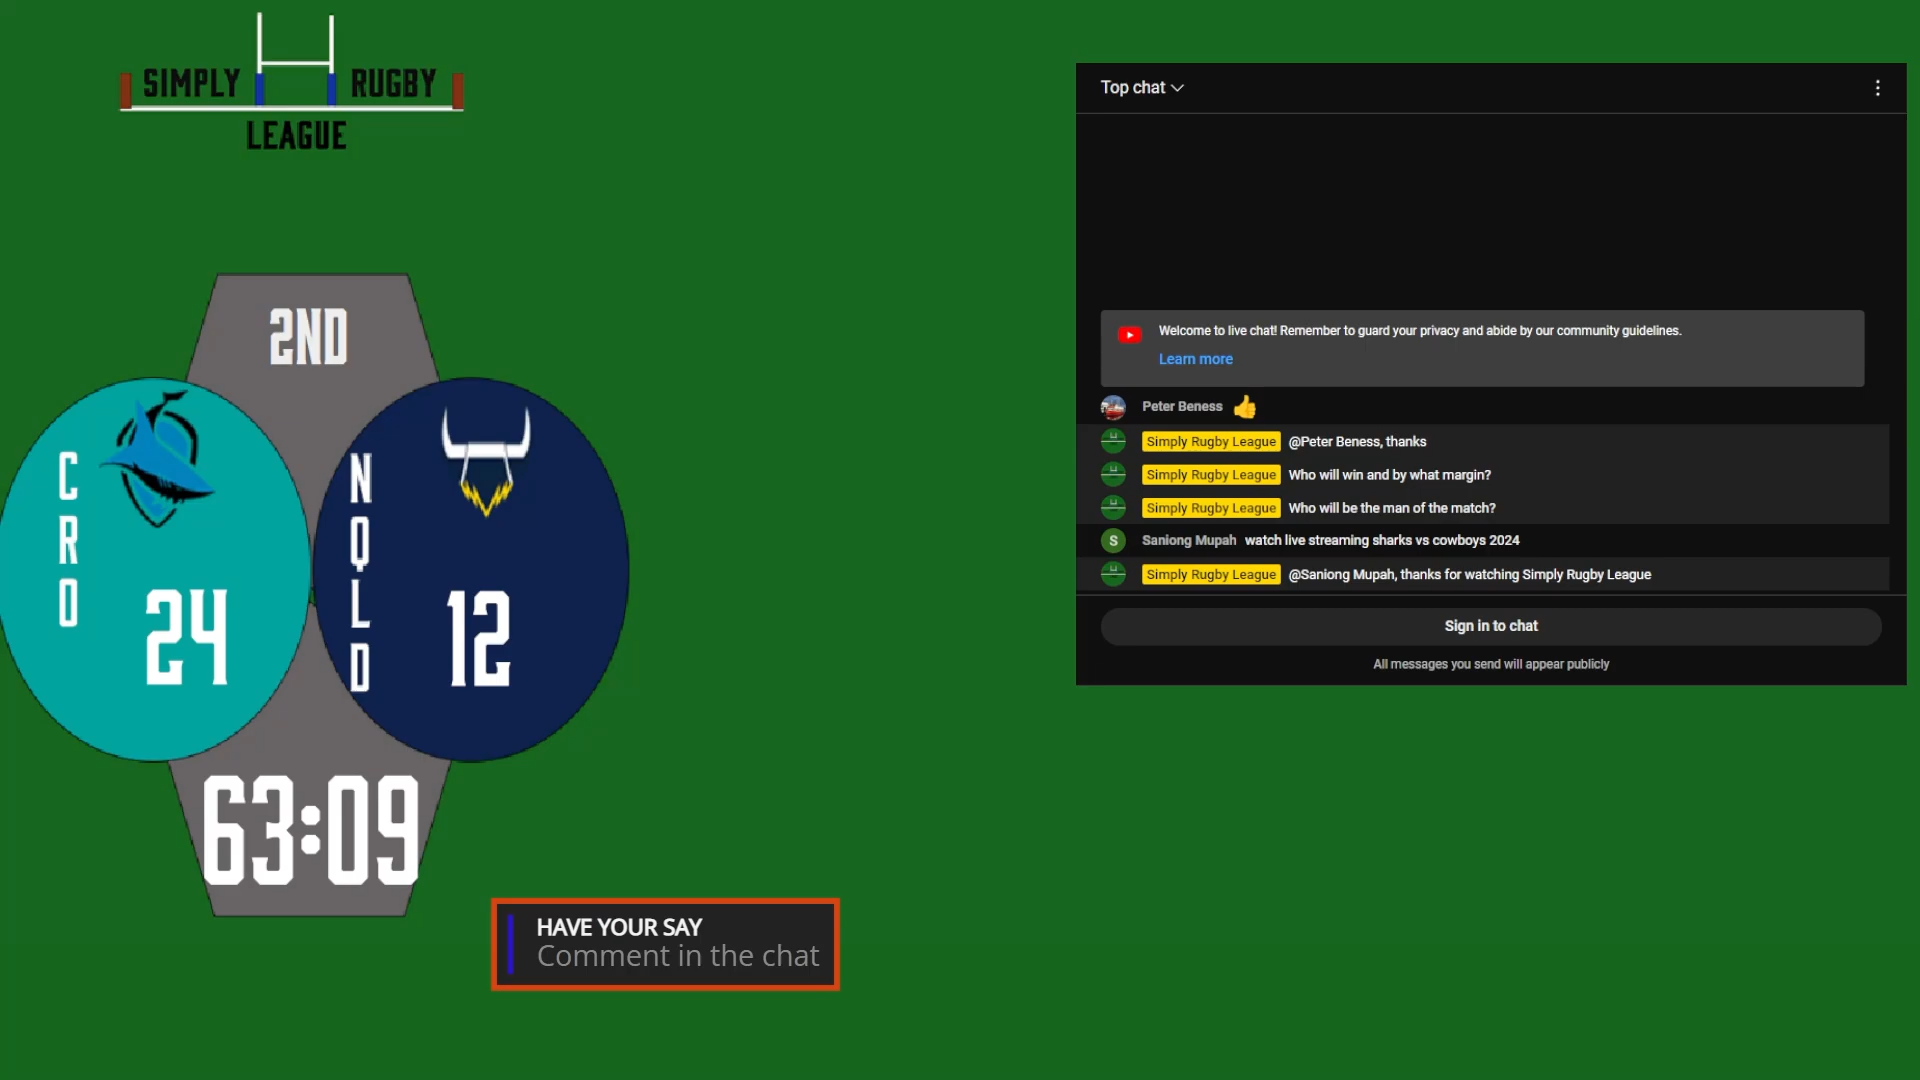 SIMPLY RUGBY
LEAGUE
2ND
CRO
24
NQLD
12
63:09
HAVE YOUR SAY
Comment in the chat
Top chat
Welcome to live chat! Remember to guard your privacy and abide by our community guidelines.
Learn more
Peter Beness 👍
Simply Rugby League @Peter Beness, thanks
Simply Rugby League Who will win and by what margin?
Simply Rugby League Who will be the man of the match?
S Saniong Mupah watch live streaming sharks vs cowboys 2024
Simply Rugby League @Saniong Mupah, thanks for watching Simply Rugby League
Sign in to chat
All messages you send will appear publicly